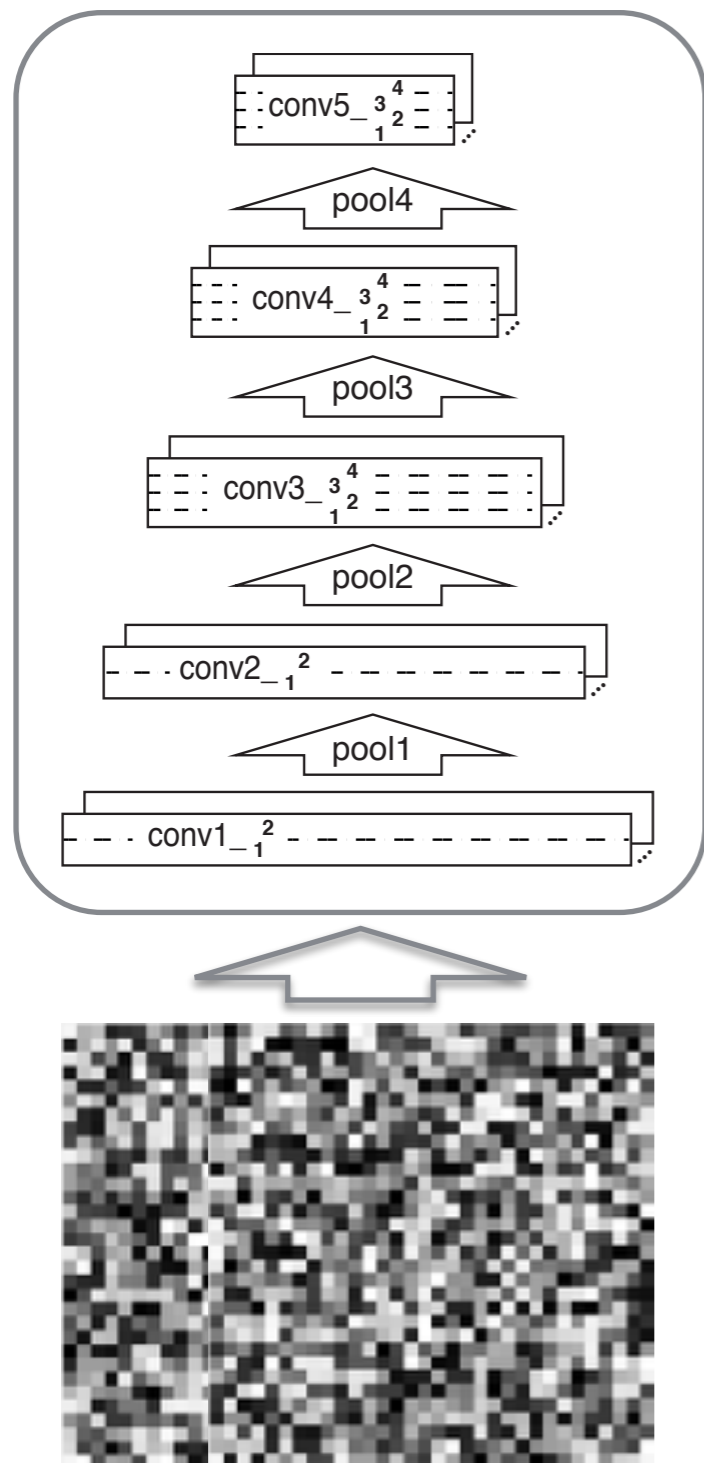 conv5_ 1 2 3 4
pool4
conv4_ 1 2 3 4
pool3
conv3_ 1 2 3 4
pool2
conv2_ 1 2
pool1
conv1_ 1 2